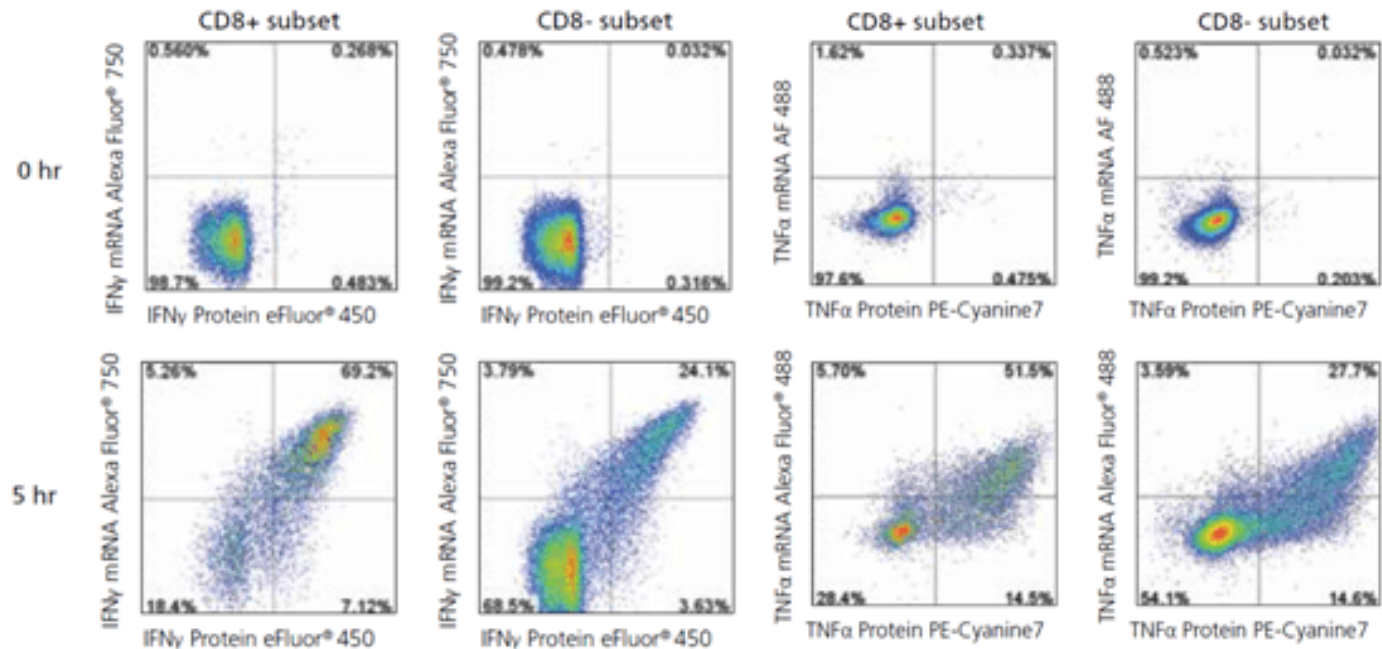 CD8+ subset
CD8- subset
CD8+ subset
CD8- subset
0 hr
IFNγ mRNA Alexa Fluor® 750
0.560%
0.268%
98.7%
0.483%
IFNγ Protein eFluor® 450
IFNγ mRNA Alexa Fluor® 750
0.478%
0.032%
99.2%
0.316%
IFNγ Protein eFluor® 450
TNFα mRNA AF 488
1.62%
0.337%
97.6%
0.475%
TNFα Protein PE-Cyanine7
TNFα mRNA AF 488
0.523%
0.032%
99.2%
0.203%
TNFα Protein PE-Cyanine7
5 hr
IFNγ mRNA Alexa Fluor® 750
5.26%
69.2%
18.4%
7.12%
IFNγ Protein eFluor® 450
IFNγ mRNA Alexa Fluor® 750
3.79%
24.1%
68.5%
3.63%
IFNγ Protein eFluor® 450
TNFα mRNA Alexa Fluor® 488
5.70%
51.5%
28.4%
14.5%
TNFα Protein PE-Cyanine7
TNFα mRNA Alexa Fluor® 488
3.59%
27.7%
54.1%
14.6%
TNFα Protein PE-Cyanine7